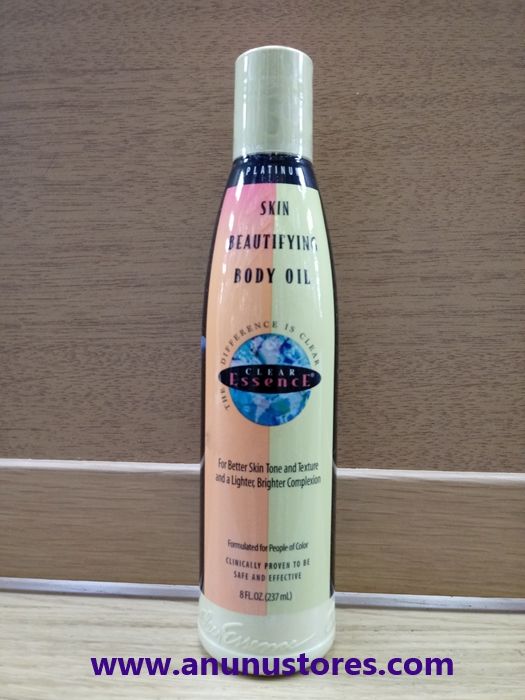 PLATINUM
SKIN
BEAUTIFYING
BODY OIL
THE DIFFERENCE IS CLEAR
CLEAR
EssencE®
For Better Skin Tone and Texture
and a Lighter, Brighter Complexion
Formulated for People of Color
CLINICALLY PROVEN TO BE
SAFE AND EFFECTIVE
8 FL.OZ.(237 mL)
www.anunustores.com